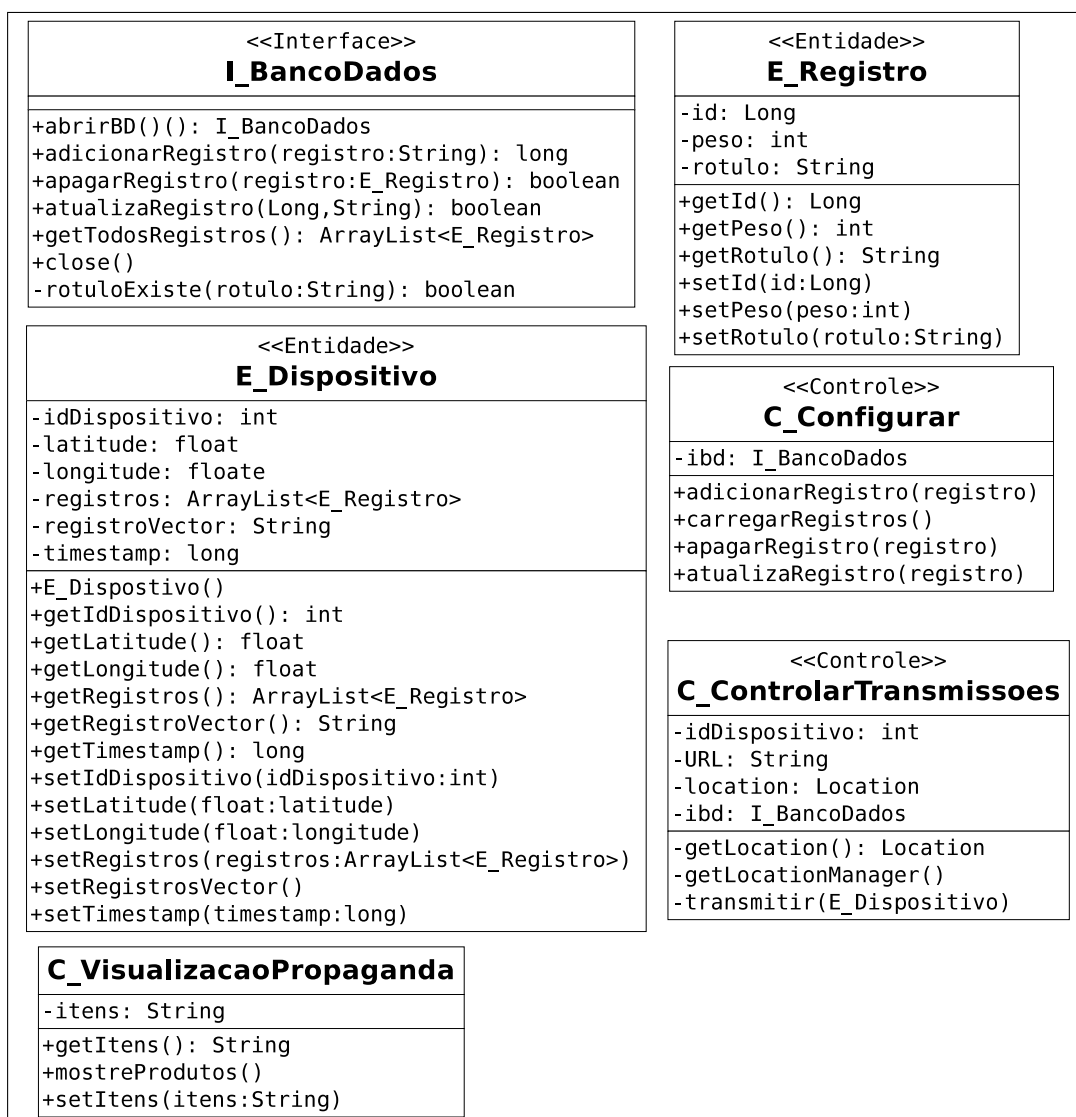 <<Interface>>
I_BancoDados
+abrirBD()(): I_BancoDados
+adicionarRegistro(registro:String): long
+apagarRegistro(registro:E_Registro): boolean
+atualizaRegistro(Long,String): boolean
+getTodosRegistros(): ArrayList<E_Registro>
+close()
-rotuloExiste(rotulo:String): boolean
<<Entidade>>
E_Registro
-id: Long
-peso: int
-rotulo: String
+getId(): Long
+getPeso(): int
+getRotulo(): String
+setId(id:Long)
+setPeso(peso:int)
+setRotulo(rotulo:String)
<<Entidade>>
E_Dispositivo
-idDispositivo: int
-latitude: float
-longitude: floate
-registros: ArrayList<E_Registro>
-registroVector: String
-timestamp: long
+E_Dispostivo()
+getIdDispositivo(): int
+getLatitude(): float
+getLongitude(): float
+getRegistros(): ArrayList<E_Registro>
+getRegistroVector(): String
+getTimestamp(): long
+setIdDispositivo(idDispositivo:int)
+setLatitude(float:latitude)
+setLongitude(float:longitude)
+setRegistros(registros:ArrayList<E_Registro>)
+setRegistrosVector()
+setTimestamp(timestamp:long)
<<Controle>>
C_Configurar
-ibd: I_BancoDados
+adicionarRegistro(registro)
+carregarRegistros()
+apagarRegistro(registro)
+atualizaRegistro(registro)
<<Controle>>
C_ControlarTransmissoes
-idDispositivo: int
-URL: String
-location: Location
-ibd: I_BancoDados
-getLocation(): Location
-getLocationManager()
-transmitir(E_Dispositivo)
C_VisualizacaoPropaganda
-itens: String
+getItens(): String
+mostreProdutos()
+setItens(itens:String)